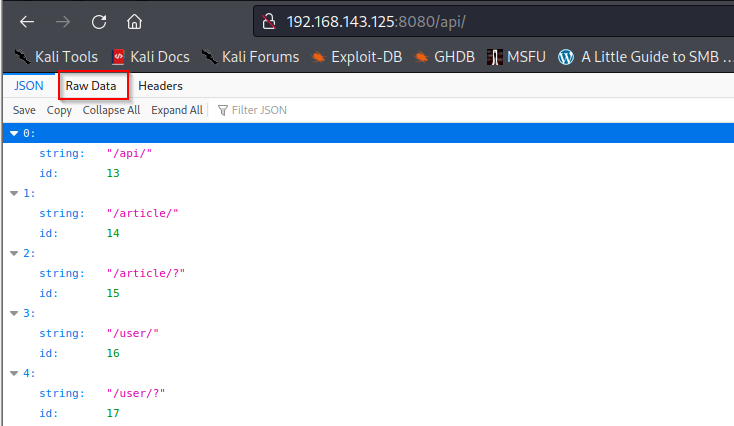 192.168.143.125:8080/api/
Kali Tools Kali Docs Kali Forums Exploit-DB GHDB MSFU A Little Guide to SMB ...
JSON Raw Data Headers
Save Copy Collapse All Expand All Filter JSON
0:
string: "/api/"
id: 13
1:
string: "/article/"
id: 14
2:
string: "/article/?"
id: 15
3:
string: "/user/"
id: 16
4:
string: "/user/?"
id: 17